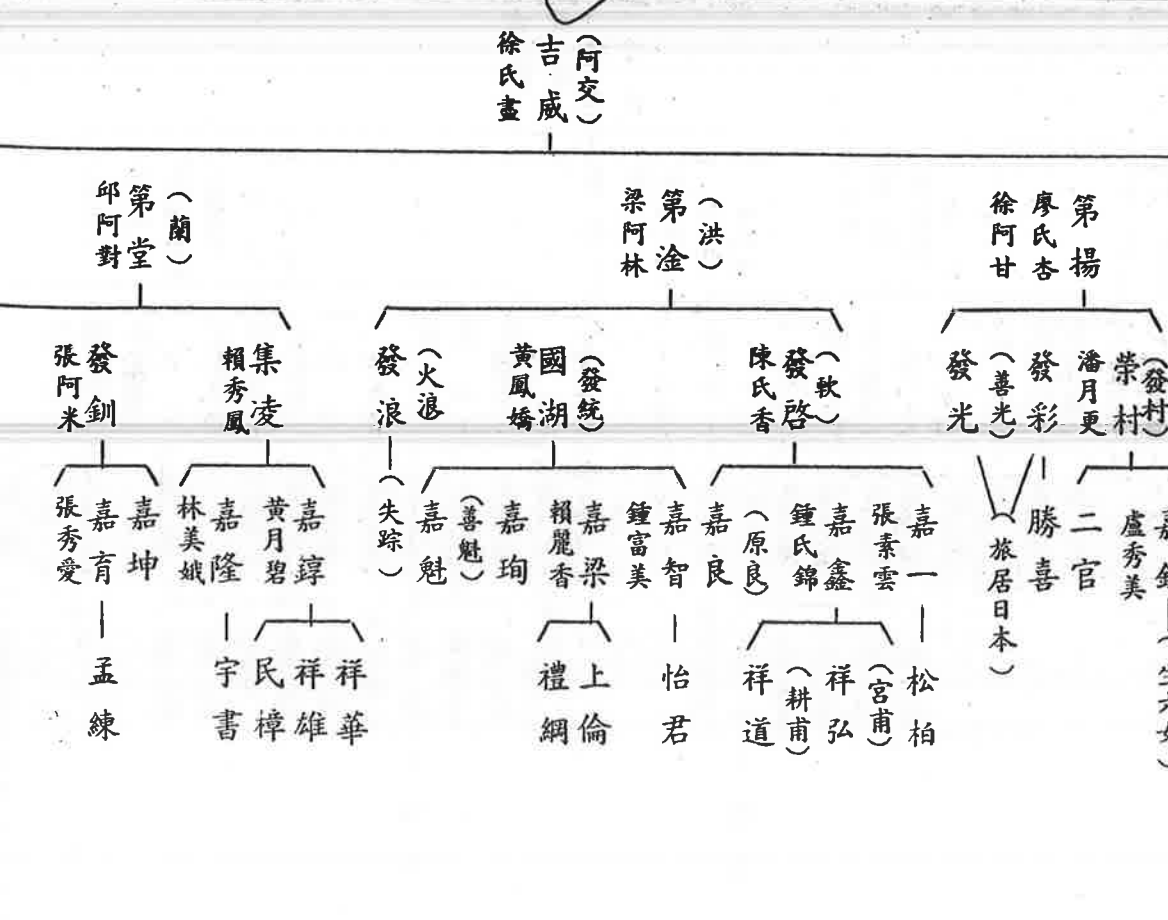 （阿交）
吉威
徐氏盡
第揚
廖氏杏
徐阿甘
（洪）
第淦
梁阿林
（蘭）
第堂
邱阿對
（發村）
榮村
潘月更
發彩
（善光）
發光
（軟）
發啓
陳氏香
（發統）
國湖
黃鳳嬌
（火浪）
發浪
集凌
賴秀鳳
發釧
張阿米
盧秀美
二官
勝喜
（旅居日本）
嘉一
張素雲
嘉鑫
鍾氏錦
（原良）
嘉良
嘉智
鍾富美
嘉梁
賴麗香
嘉珣
（善魁）
嘉魁
（失踪）
嘉錞
黃月碧
嘉隆
林美娥
嘉坤
嘉育
張秀愛
松柏
（宮甫）
祥弘
（耕甫）
祥道
怡君
上倫
禮綱
祥華
祥雄
民樟
宇書
孟練